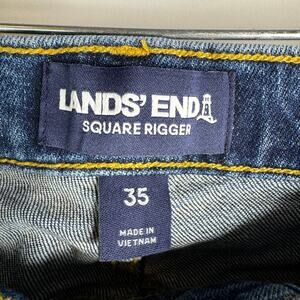 LANDS' END
SQUARE RIGGER
35
MADE IN
VIETNAM